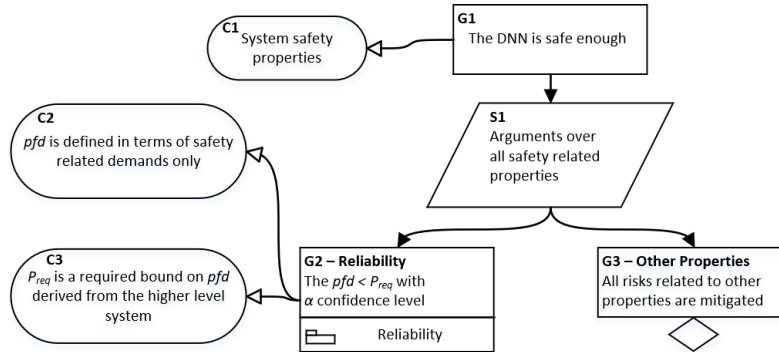 C1
System safety
properties
G1
The DNN is safe enough
C2
pfd is defined in terms of safety
related demands only
S1
Arguments over
all safety related
properties
C3
P_req is a required bound on pfd
derived from the higher level
system
G2 – Reliability
The pfd < P_req with
α confidence level
Reliability
G3 – Other Properties
All risks related to other
properties are mitigated